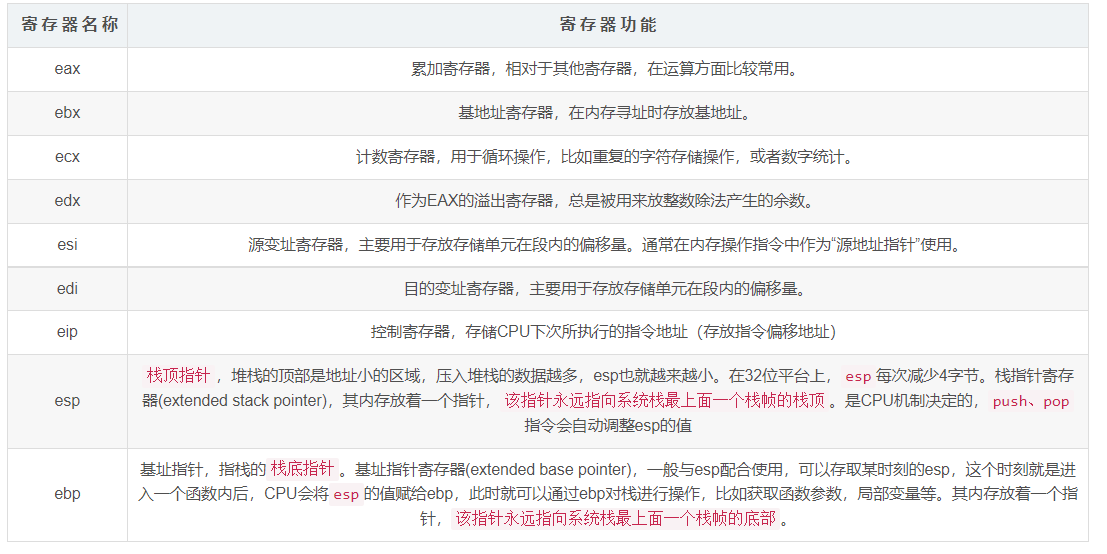 寄存器名称 寄存器功能
eax 累加寄存器，相对于其他寄存器，在运算方面比较常用。
ebx 基地址寄存器，在内存寻址时存放基地址。
ecx 计数寄存器，用于循环操作，比如重复的字符存储操作，或者数字统计。
edx 作为EAX的溢出寄存器，总是被用来放整数除法产生的余数。
esi 源变址寄存器，主要用于存放存储单元在段内的偏移量。通常在内存操作指令中作为“源地址指针”使用。
edi 目的变址寄存器，主要用于存放存储单元在段内的偏移量。
eip 控制寄存器，存储CPU下次所执行的指令地址（存放指令偏移地址）
栈顶指针，堆栈的顶部是地址小的区域，压入堆栈的数据越多，esp也就越来越小。在32位平台上，esp每次减少4字节。栈指针寄存
esp 器(extended stack pointer)，其内存放着一个指针，该指针永远指向系统栈最上面一个栈帧的栈顶。是CPU机制决定的，push、pop
指令会自动调整esp的值
基址指针，指栈的栈底指针。基址指针寄存器(extended base pointer)，一般与esp配合使用，可以存取某时刻的esp，这个时刻就是进
ebp 入一个函数内后，CPU会将esp的值赋给ebp，此时就可以通过ebp对栈进行操作，比如获取函数参数，局部变量等。其内存放着一个指
针，该指针永远指向系统栈最上面一个栈帧的底部。